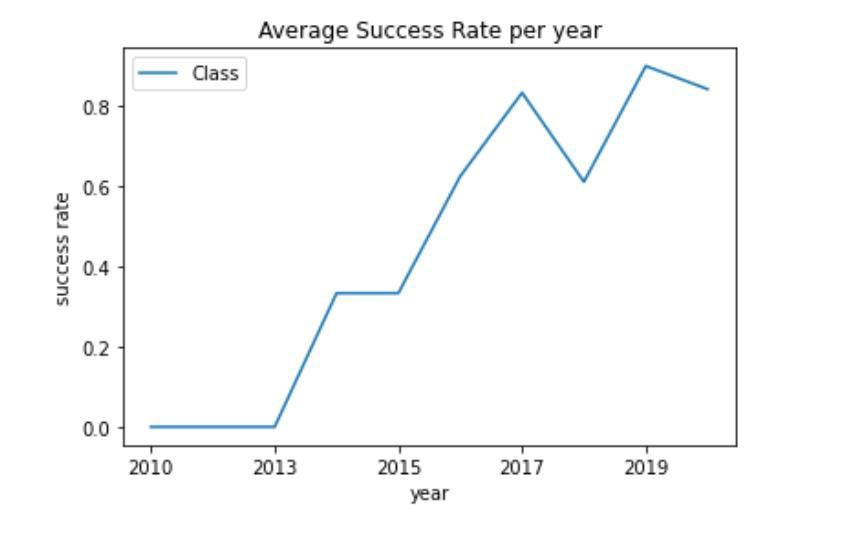 Average Success Rate per year
Class
0.8
0.6
0.4
0.2
0.0
success rate
2010 2013 2015 2017 2019
year